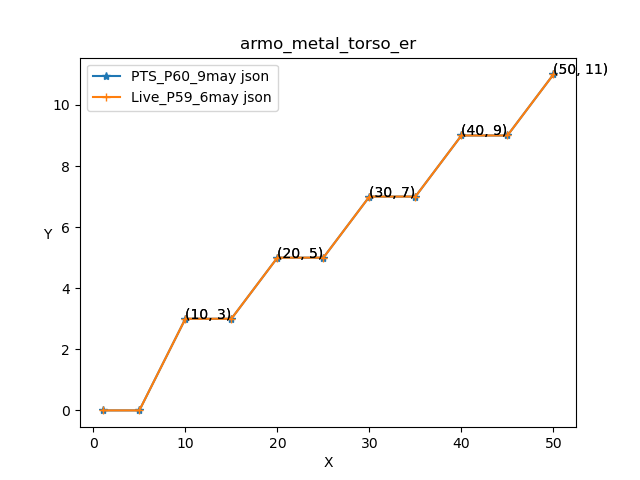 armo_metal_torso_er
PTS_P60_9may json
Live_P59_6may json
(50, 11)
(40, 9)
(30, 7)
(20, 5)
(10, 3)
Y
10
8
6
4
2
0
0 10 20 30 40 50
X